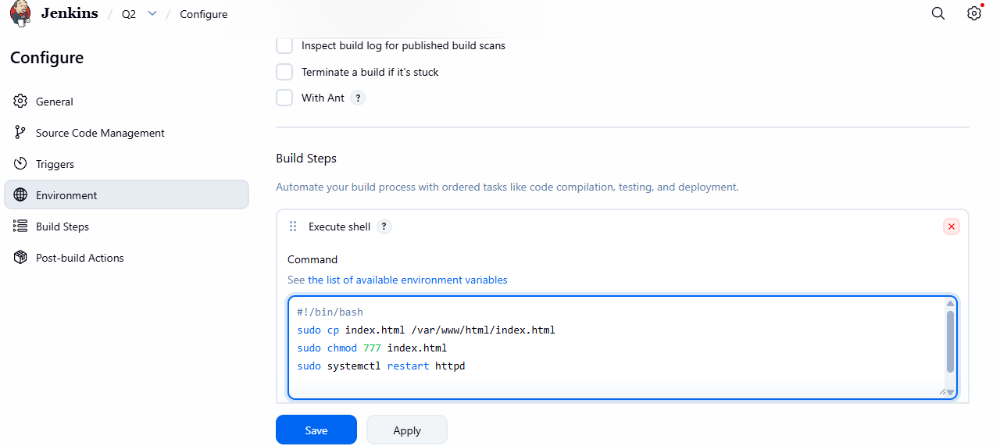 Jenkins / Q2 / Configure
Configure
General
Source Code Management
Triggers
Environment
Build Steps
Post-build Actions
Inspect build log for published build scans
Terminate a build if it's stuck
With Ant ?
Build Steps
Automate your build process with ordered tasks like code compilation, testing, and deployment.
Execute shell ?
Command
See the list of available environment variables
#!/bin/bash
sudo cp index.html /var/www/html/index.html
sudo chmod 777 index.html
sudo systemctl restart httpd
Save Apply